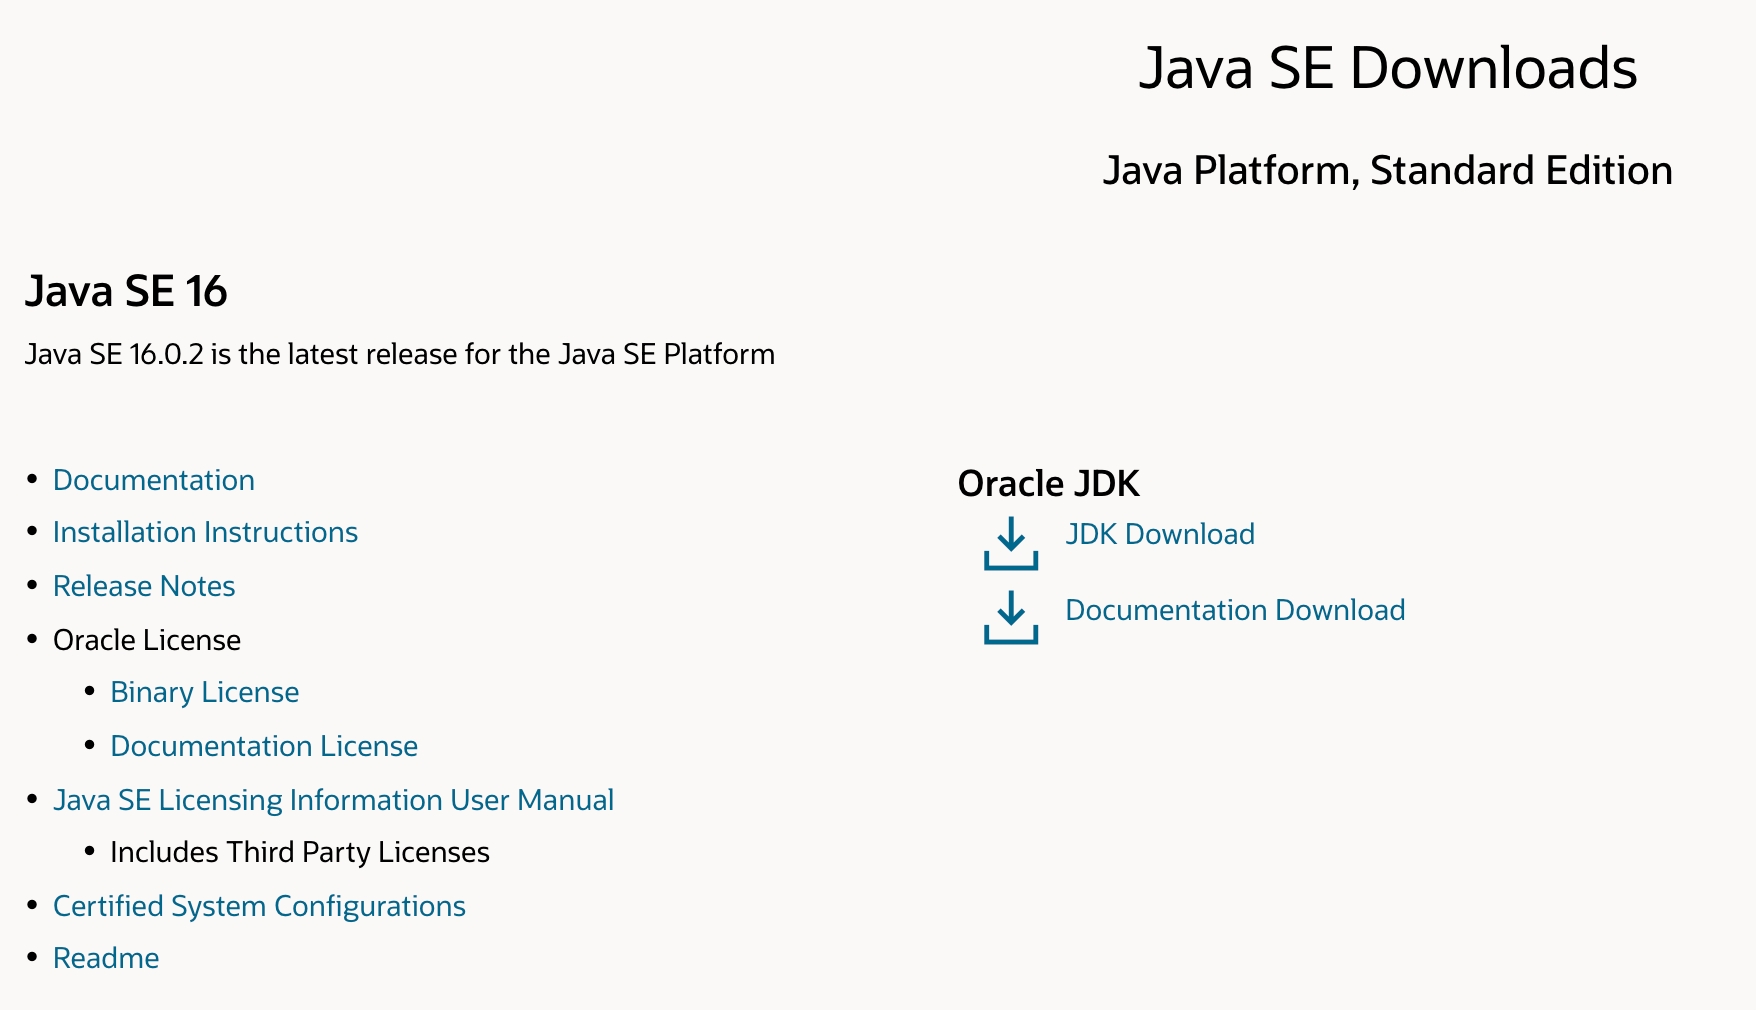 Java SE Downloads
Java Platform, Standard Edition
Java SE 16
Java SE 16.0.2 is the latest release for the Java SE Platform
• Documentation
• Installation Instructions
• Release Notes
• Oracle License
• Binary License
• Documentation License
• Java SE Licensing Information User Manual
• Includes Third Party Licenses
• Certified System Configurations
• Readme
Oracle JDK
JDK Download
Documentation Download